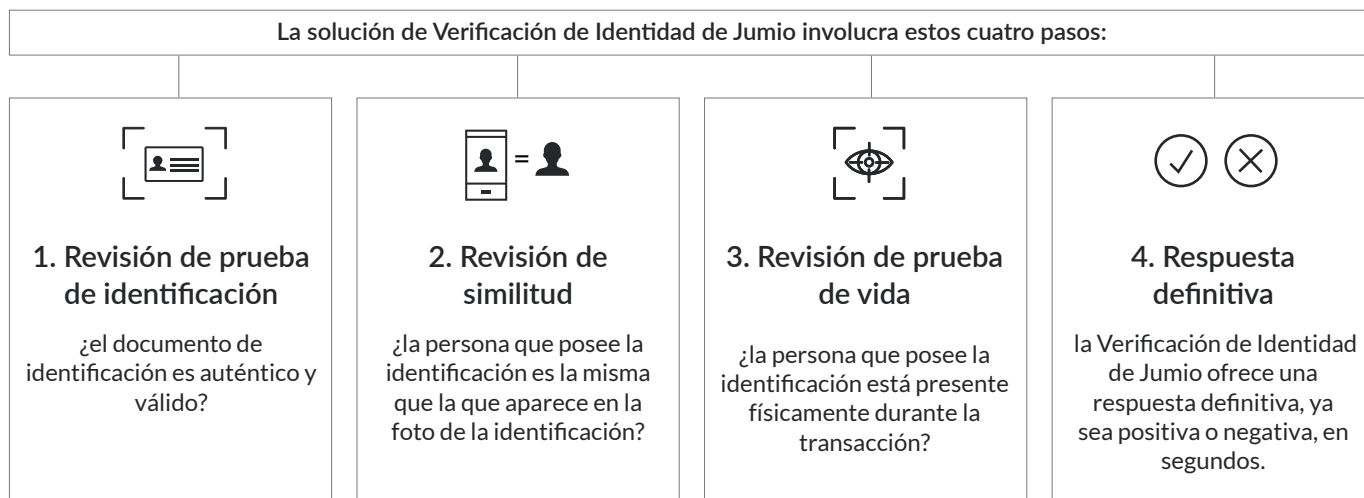 La solución de Verificación de Identidad de Jumio involucra estos cuatro pasos:
1. Revisión de prueba
de identificación
¿el documento de
identificación es auténtico y
válido?
2. Revisión de
similitud
¿la persona que posee la
identificación es la misma
que la que aparece en la
foto de la identificación?
3. Revisión de prueba
de vida
¿la persona que posee la
identificación está presente
físicamente durante la
transacción?
4. Respuesta
definitiva
la Verificación de Identidad
de Jumio ofrece una
respuesta definitiva, ya
sea positiva o negativa, en
segundos.